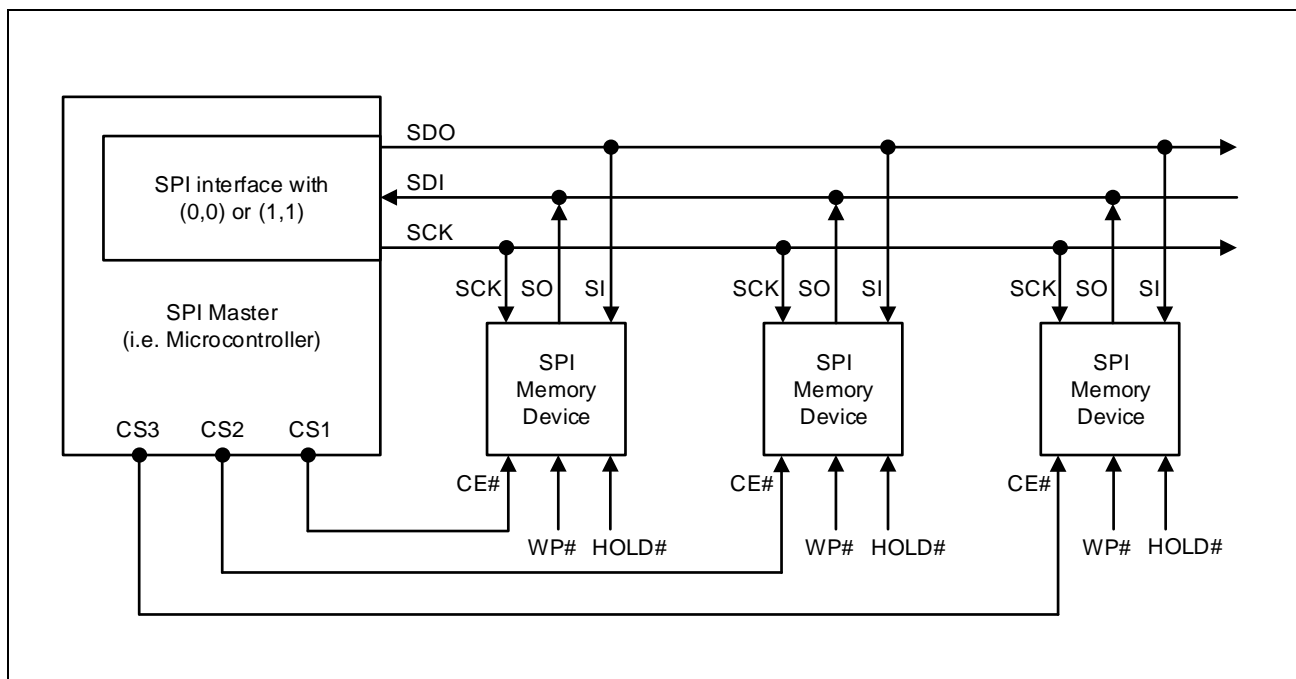 SDO
SPI interface with
(0,0) or (1,1)
SDI
SCK
SPI Master
(i.e. Microcontroller)
SCK SO SI
SCK SO SI
SCK SO SI
SPI
Memory
Device
SPI
Memory
Device
SPI
Memory
Device
CS3 CS2 CS1
CE#
WP# HOLD#
CE#
WP# HOLD#
CE#
WP# HOLD#